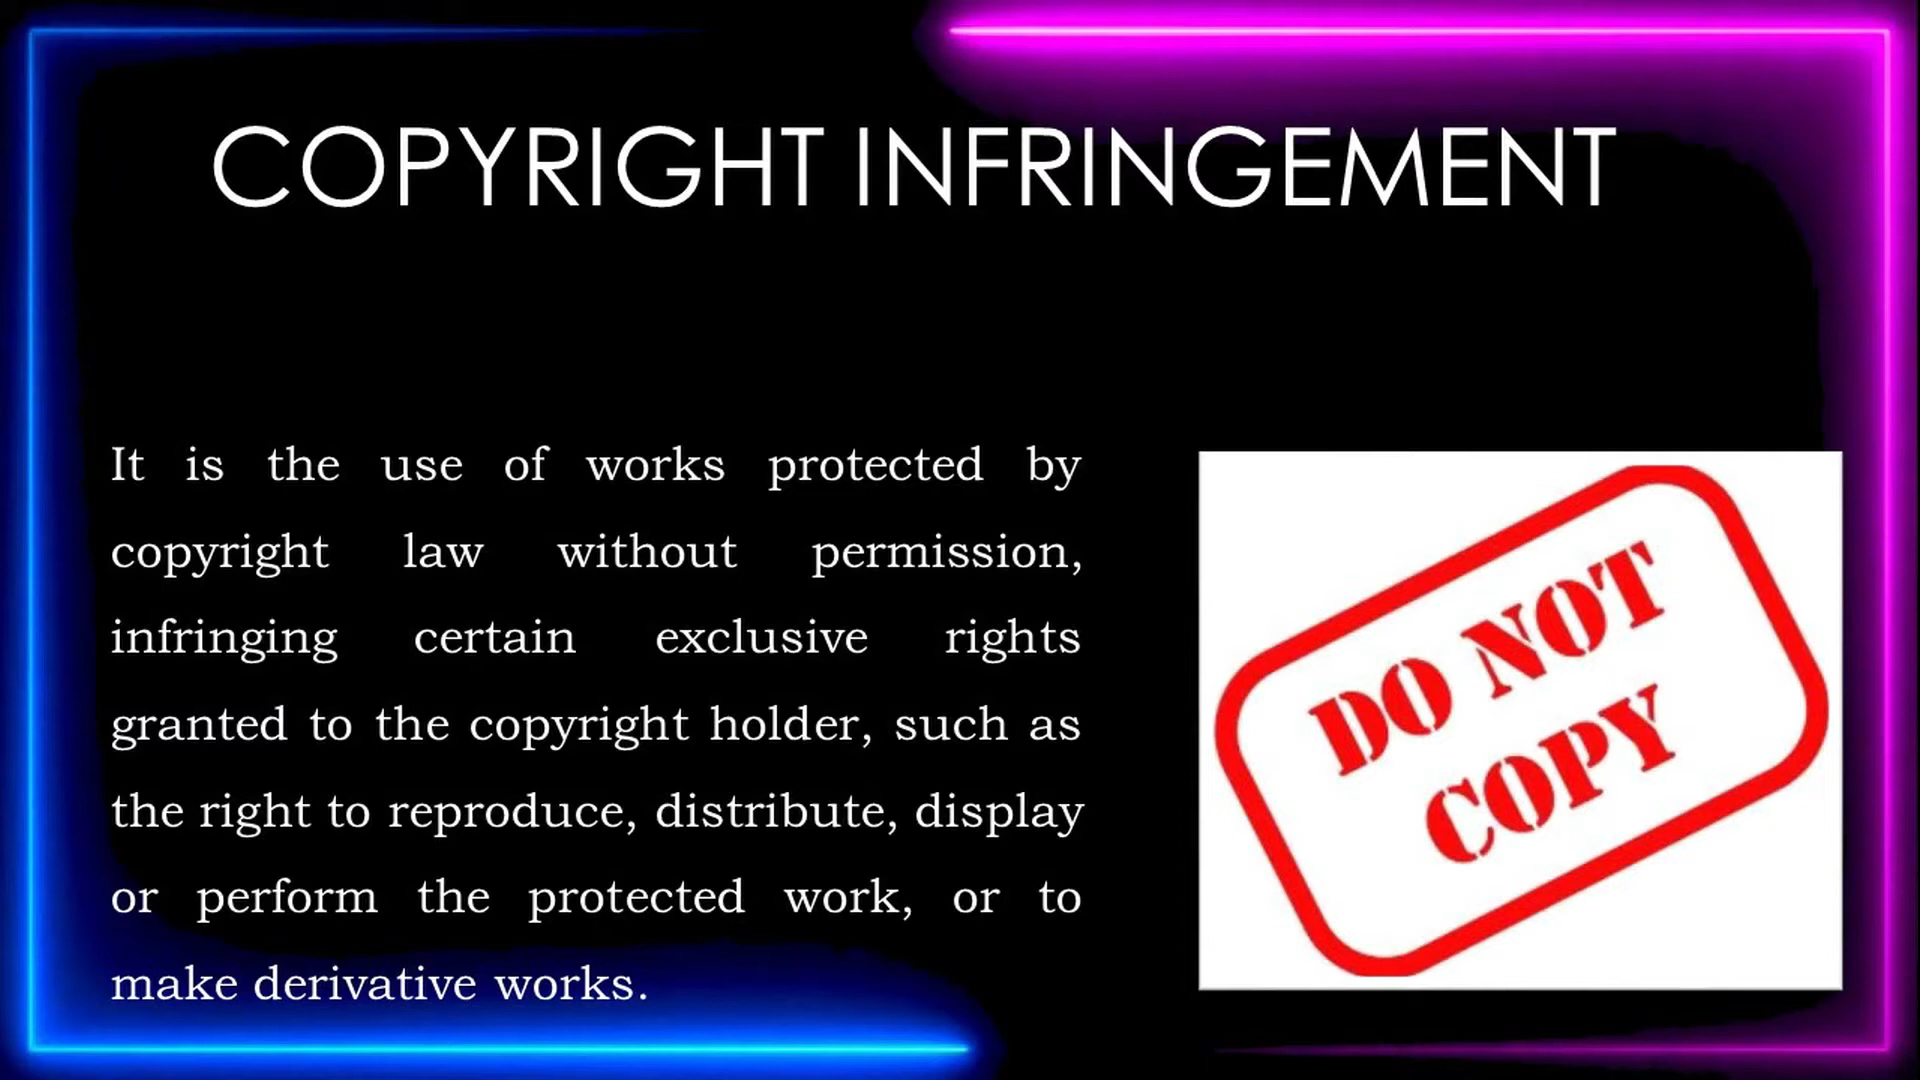 COPYRIGHT INFRINGEMENT
It is the use of works protected by
copyright law without permission,
infringing certain exclusive rights
granted to the copyright holder, such as
the right to reproduce, distribute, display
or perform the protected work, or to
make derivative works.
DO NOT
COPY